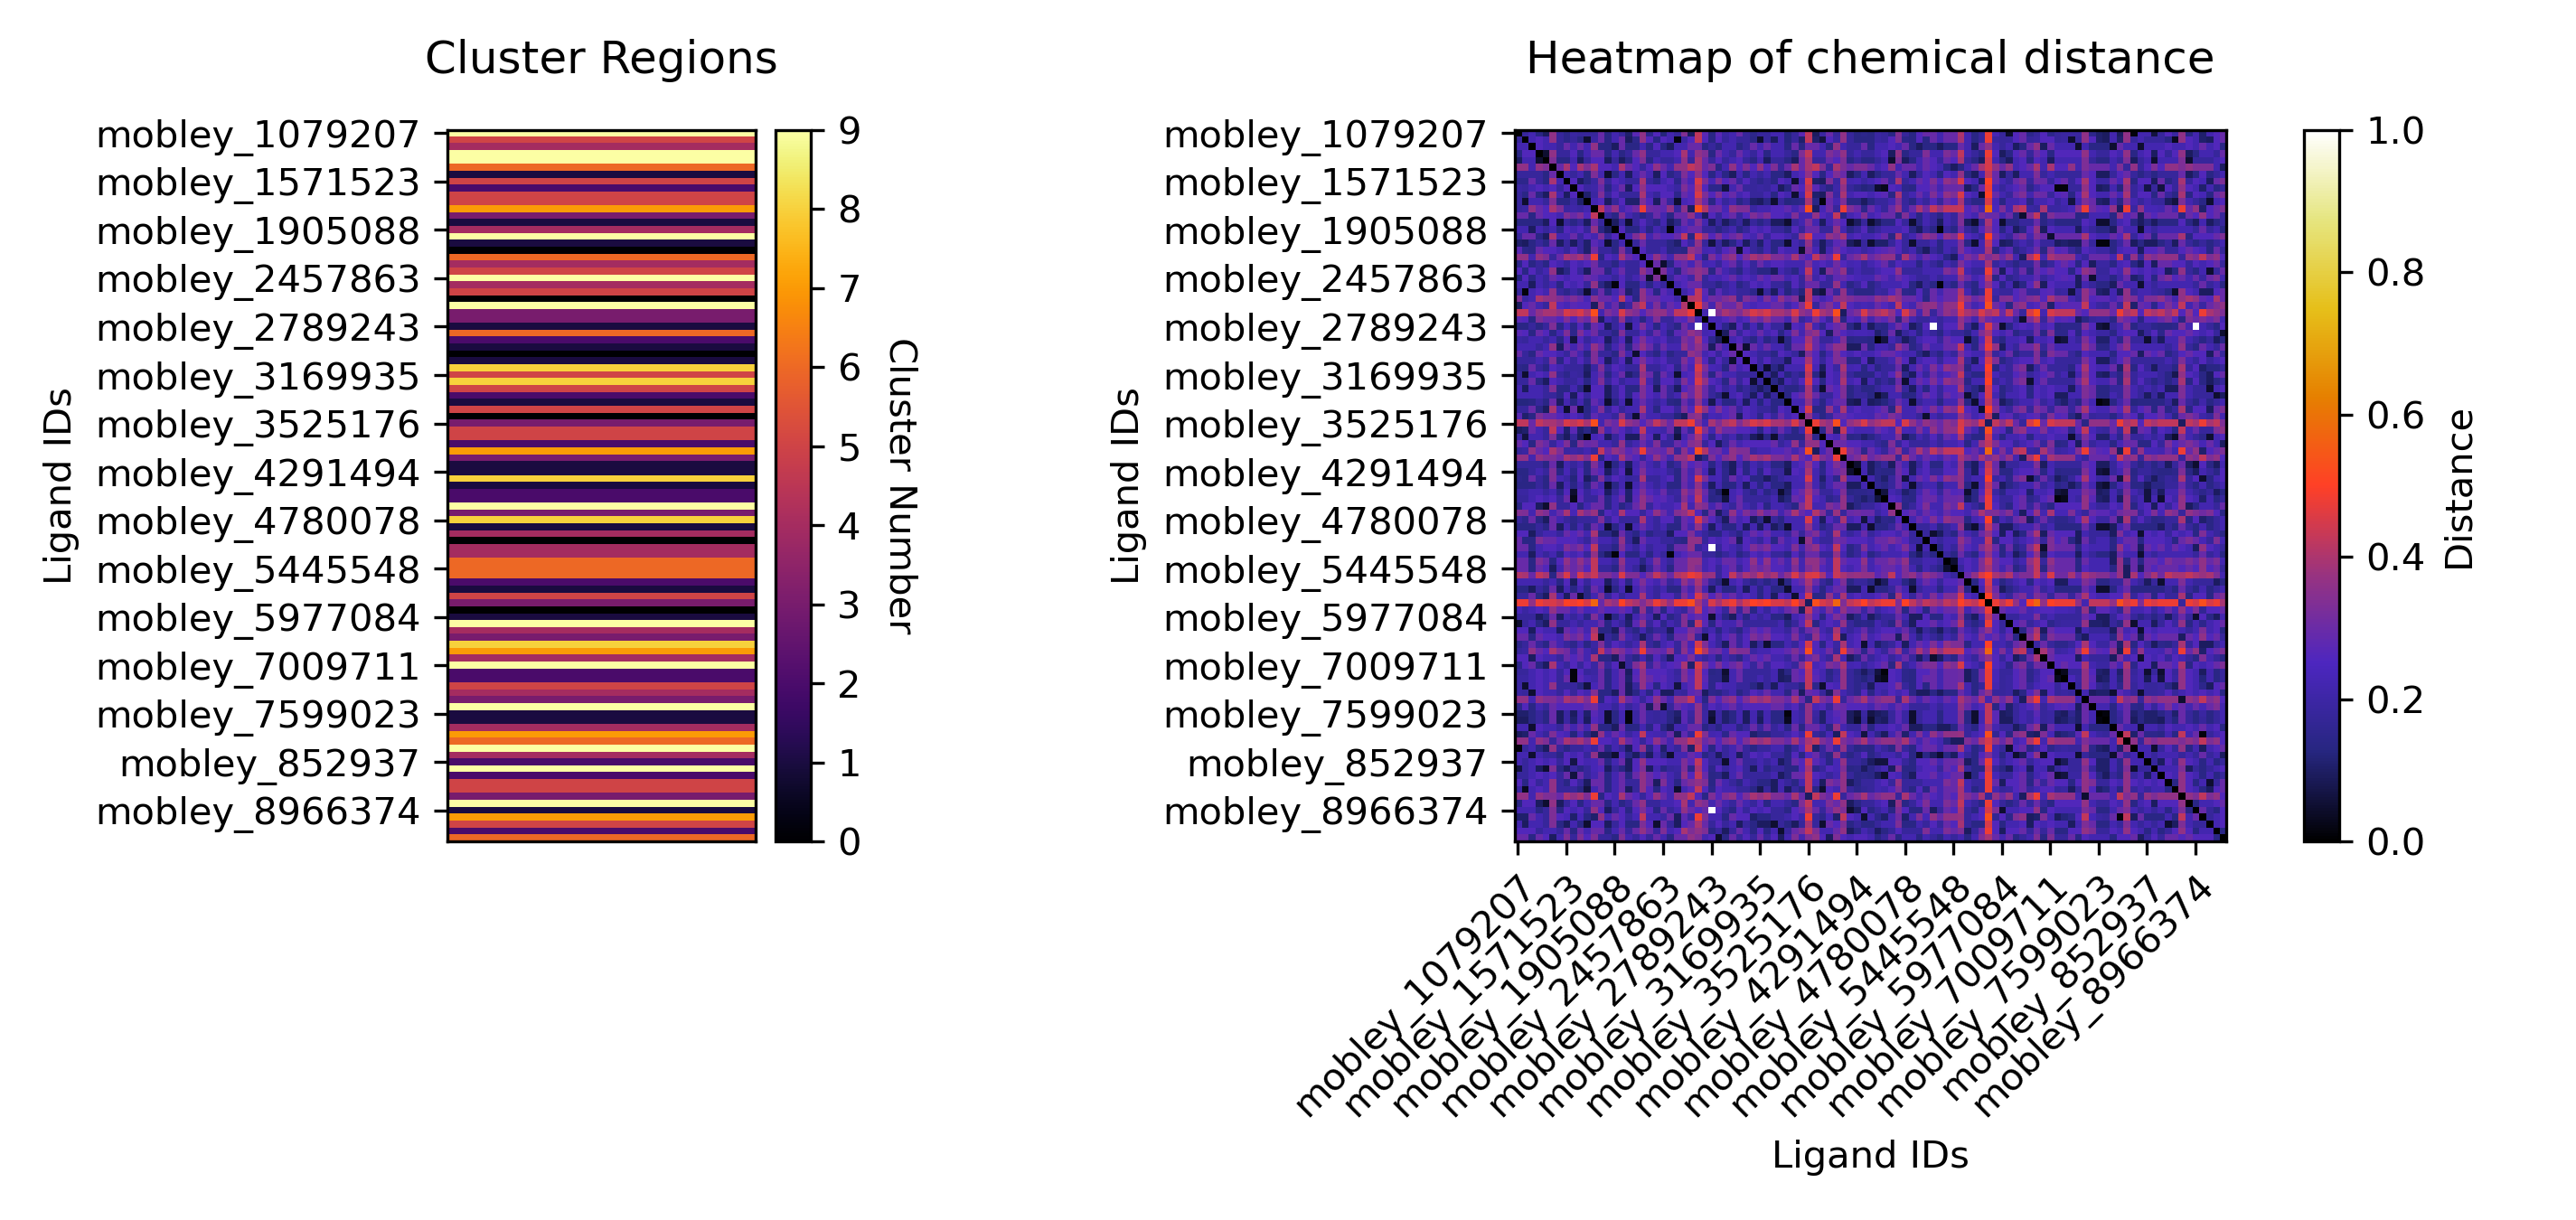 Cluster Regions
Ligand IDs
mobley_1079207
mobley_1571523
mobley_1905088
mobley_2457863
mobley_2789243
mobley_3169935
mobley_3525176
mobley_4291494
mobley_4780078
mobley_5445548
mobley_5977084
mobley_7009711
mobley_7599023
mobley_852937
mobley_8966374
9
8
7
6
5
4
3
2
1
0
Cluster Number
Heatmap of chemical distance
Ligand IDs
mobley_1079207
mobley_1571523
mobley_1905088
mobley_2457863
mobley_2789243
mobley_3169935
mobley_3525176
mobley_4291494
mobley_4780078
mobley_5445548
mobley_5977084
mobley_7009711
mobley_7599023
mobley_852937
mobley_8966374
mobley_1079207
mobley_1571523
mobley_1905088
mobley_2457863
mobley_2789243
mobley_3169935
mobley_3525176
mobley_4291494
mobley_4780078
mobley_5445548
mobley_5977084
mobley_7009711
mobley_7599023
mobley_852937
mobley_8966374
Ligand IDs
1.0
0.8
0.6
0.4
0.2
0.0
Distance